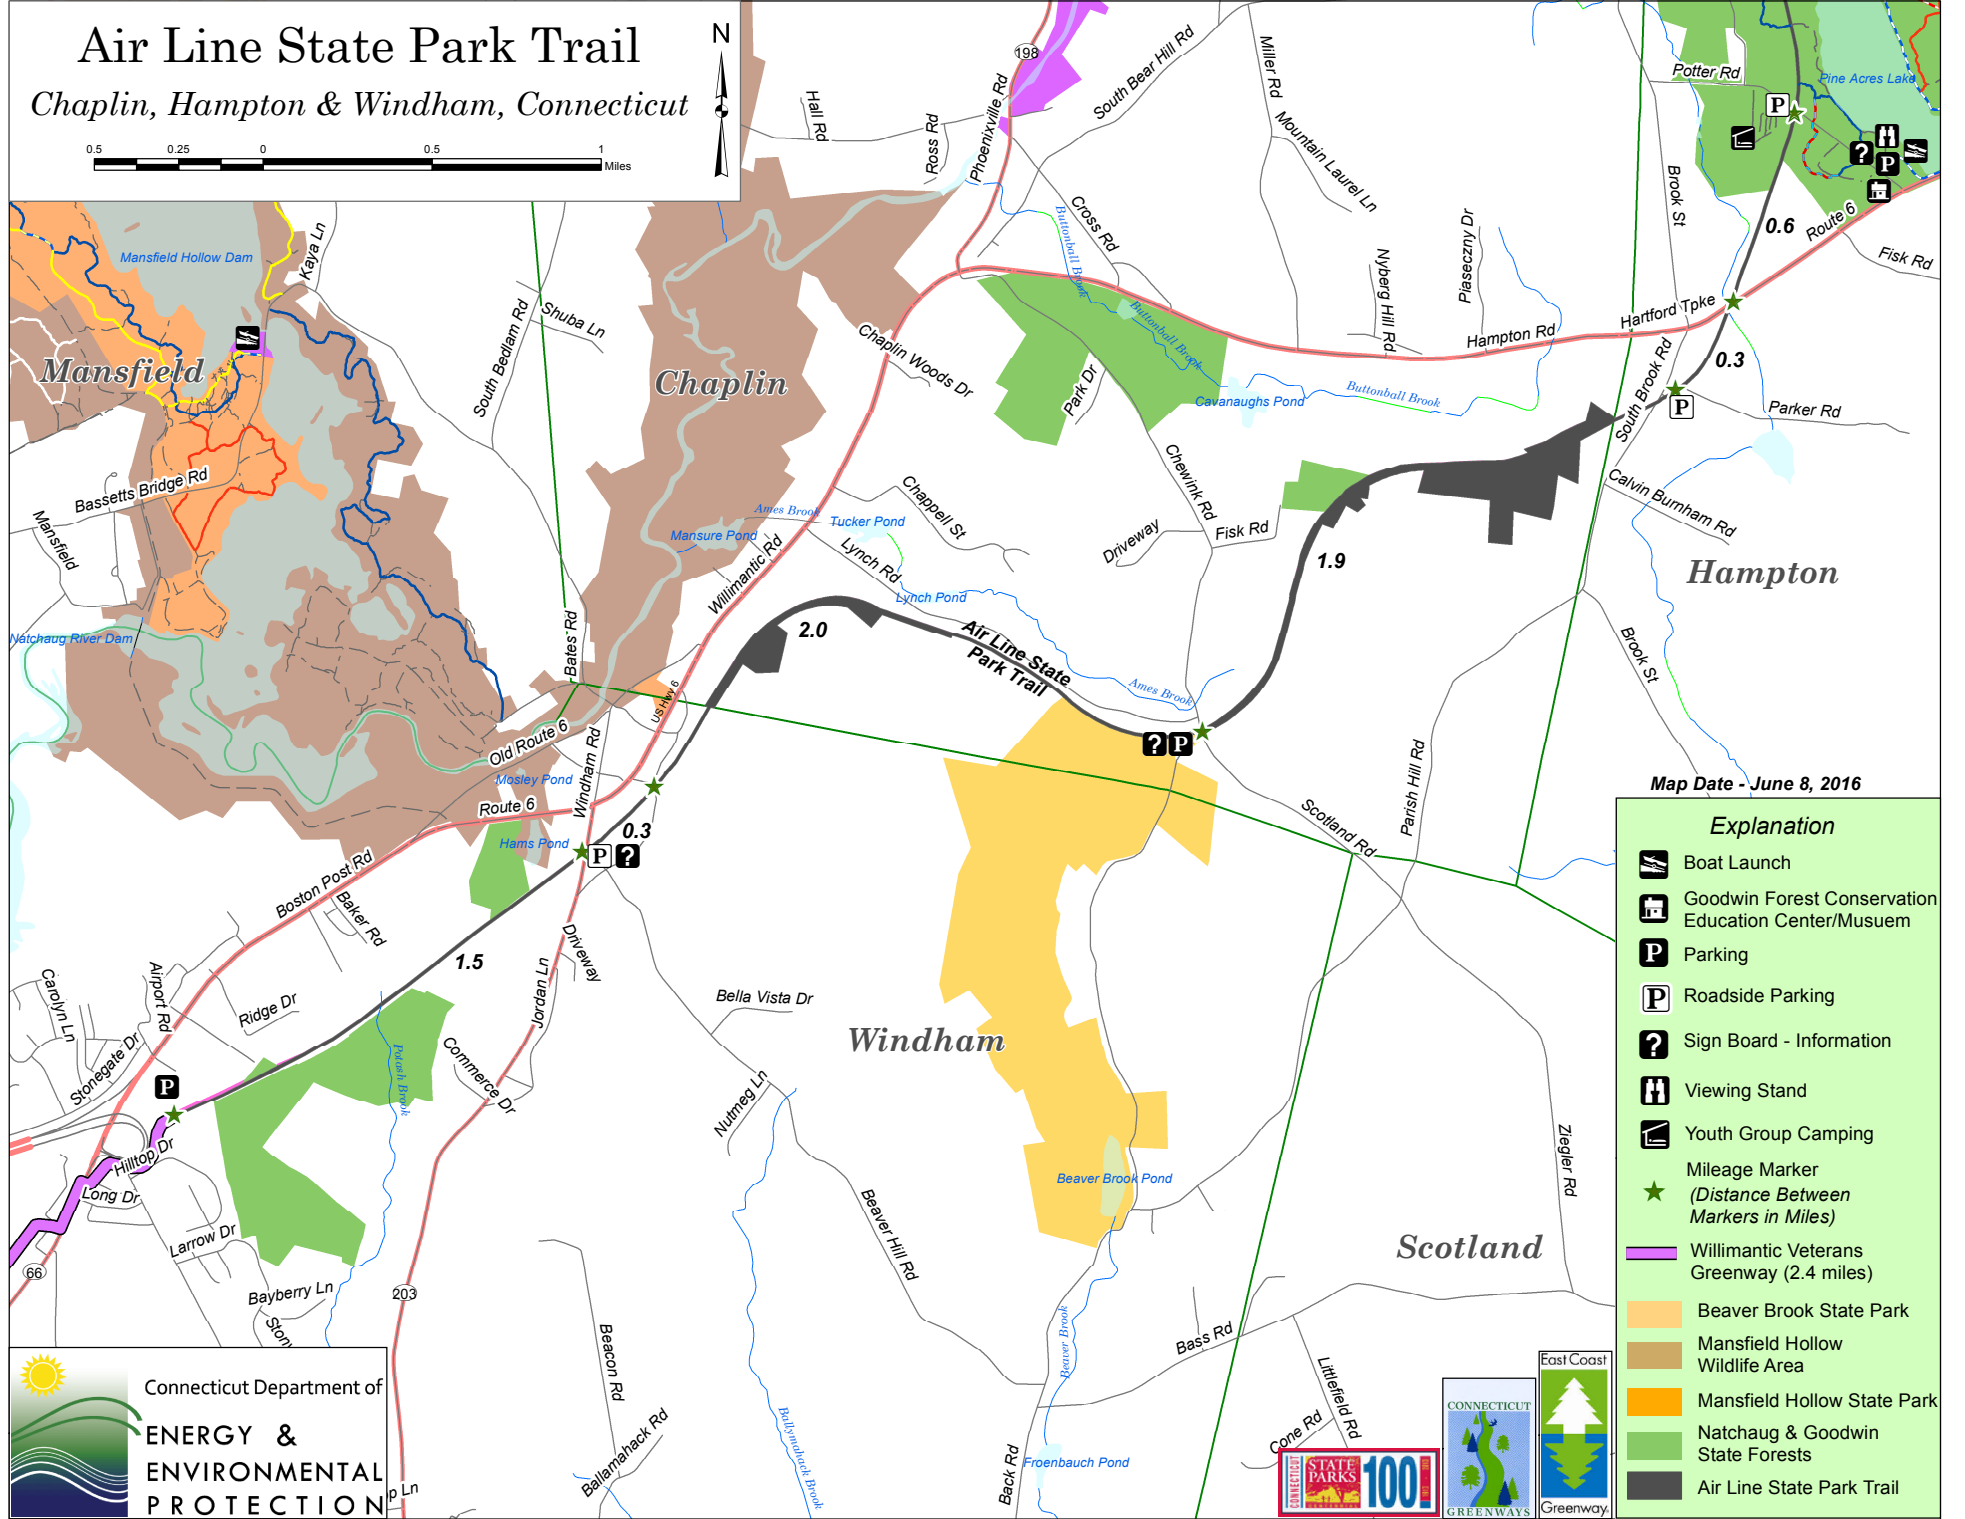 Air Line State Park Trail
Chaplin, Hampton & Windham, Connecticut
0.5 0.25 0 0.5 1
Miles
N
198
Hall Rd
Ross Rd
Phoenixville Rd
South Bear Hill Rd
Miller Rd
Mountain Laurel Ln
Cross Rd
Potter Rd
Pine Acres Lake
P
?
P
Brook St
0.6
Route 6
Fisk Rd
Mansfield Hollow Dam
Kaya Ln
South Bedlam Rd
Shuba Ln
Buttonball Brook
Buttonball Brook
Piaseczny Dr
Nyberg Hill Rd
Hampton Rd
Hartford Tpke
0.3
Mansfield
Chaplin
Chaplin Woods Dr
Park Dr
Cavanaughs Pond
Buttonball Brook
South Brook Rd
P
Parker Rd
Bassetts Bridge Rd
Mansfield
Chappell St
Chewink Rd
Driveway
Fisk Rd
Calvin Burnham Rd
Ames Brook
Tucker Pond
Mansure Pond
Lynch Rd
Willimantic Rd
Lynch Pond
1.9
Hampton
Natchaug River Dam
Bates Rd
2.0
Air Line State
Park Trail
Ames Brook
Brook St
US Hwy 6
Old Route 6
Windham Rd
Mosley Pond
Route 6
? P
Scotland Rd
Parish Hill Rd
0.3
Hams Pond
P ?
Boston Post Rd
Baker Rd
1.5
Driveway
Jordan Ln
Carolyn Ln
Airport Rd
Ridge Dr
Stonegate Dr
Bella Vista Dr
Windham
Potash Brook
Commerce Dr
Nutmeg Ln
P
Hilltop Dr
Long Dr
Larrow Dr
66
Bayberry Ln
203
Beaver Brook Pond
Beaver Hill Rd
Ziegler Rd
Scotland
Beacon Rd
Bass Rd
Beaver Brook
Littlefield Rd
Cone Rd
Ballamahack Rd
Ballymahack Brook
Back Rd
Froenbauch Pond
Map Date - June 8, 2016
Explanation
Boat Launch
Goodwin Forest Conservation
Education Center/Musuem
P Parking
P Roadside Parking
? Sign Board - Information
Viewing Stand
Youth Group Camping
Mileage Marker
(Distance Between
Markers in Miles)
Willimantic Veterans
Greenway (2.4 miles)
Beaver Brook State Park
Mansfield Hollow
Wildlife Area
Mansfield Hollow State Park
Natchaug & Goodwin
State Forests
Air Line State Park Trail
Connecticut Department of
ENERGY &
ENVIRONMENTAL
PROTECTION
CONNECTICUT
STATE
PARKS
100
CONNECTICUT
GREENWAYS
East Coast
Greenway